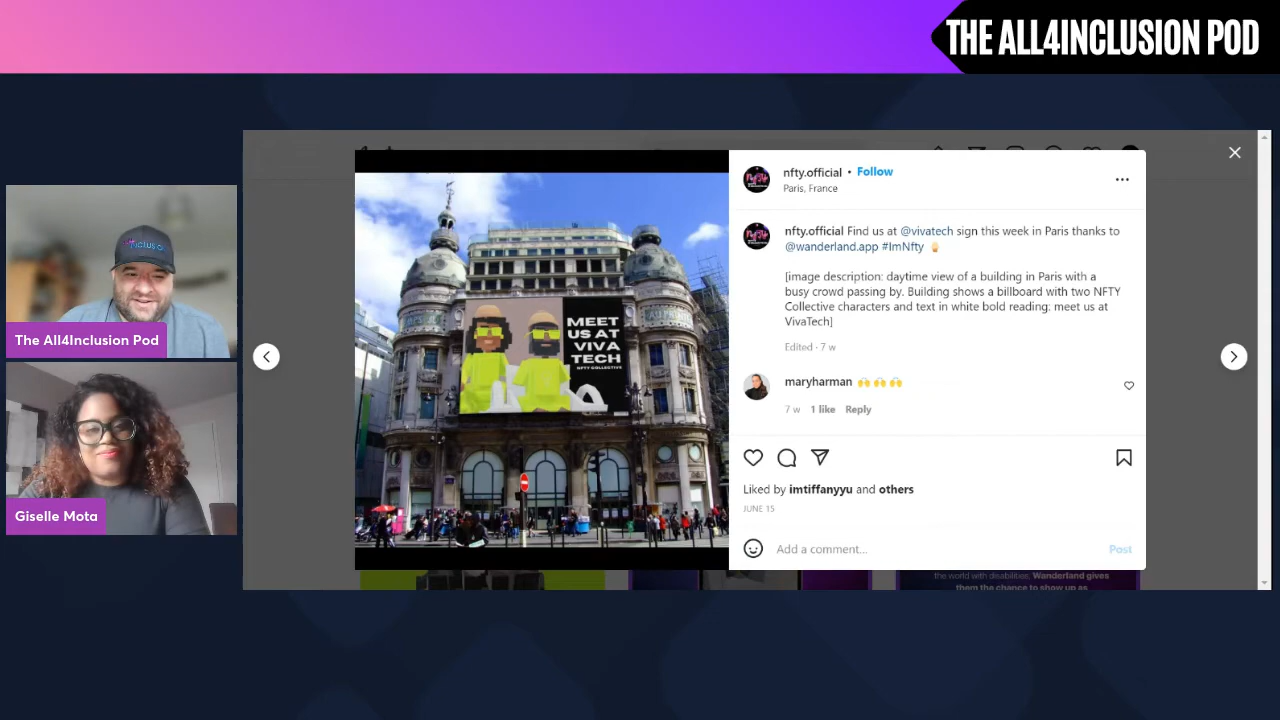 THE ALL4INCLUSION POD
The All4Inclusion Pod
Giselle Mota
MEET
US AT
VIVA
TECH
NFTY COLLECTIVE
nfty.official • Follow
Paris, France
nfty.official Find us at @vivatech sign this week in Paris thanks to
@wanderland.app #ImNfty
[image description: daytime view of a building in Paris with a
busy crowd passing by. Building shows a billboard with two NFTY
Collective characters and text in white bold reading: meet us at
VivaTech]
Edited · 7 w
maryharman 🙌 🙌 🙌
7 w 1 like Reply
Liked by imtiffanyyu and others
JUNE 15
Add a comment... Post
the world with disabilities. Wanderland gives
them the chance to show up as